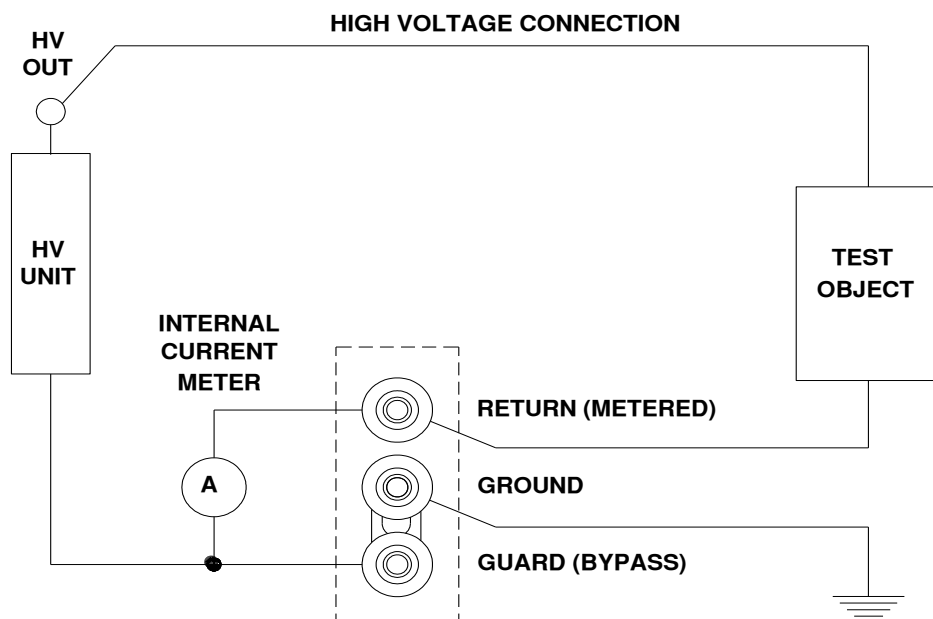 HIGH VOLTAGE CONNECTION
HV
OUT
HV
UNIT
TEST
OBJECT
INTERNAL
CURRENT
METER
RETURN (METERED)
A
GROUND
GUARD (BYPASS)